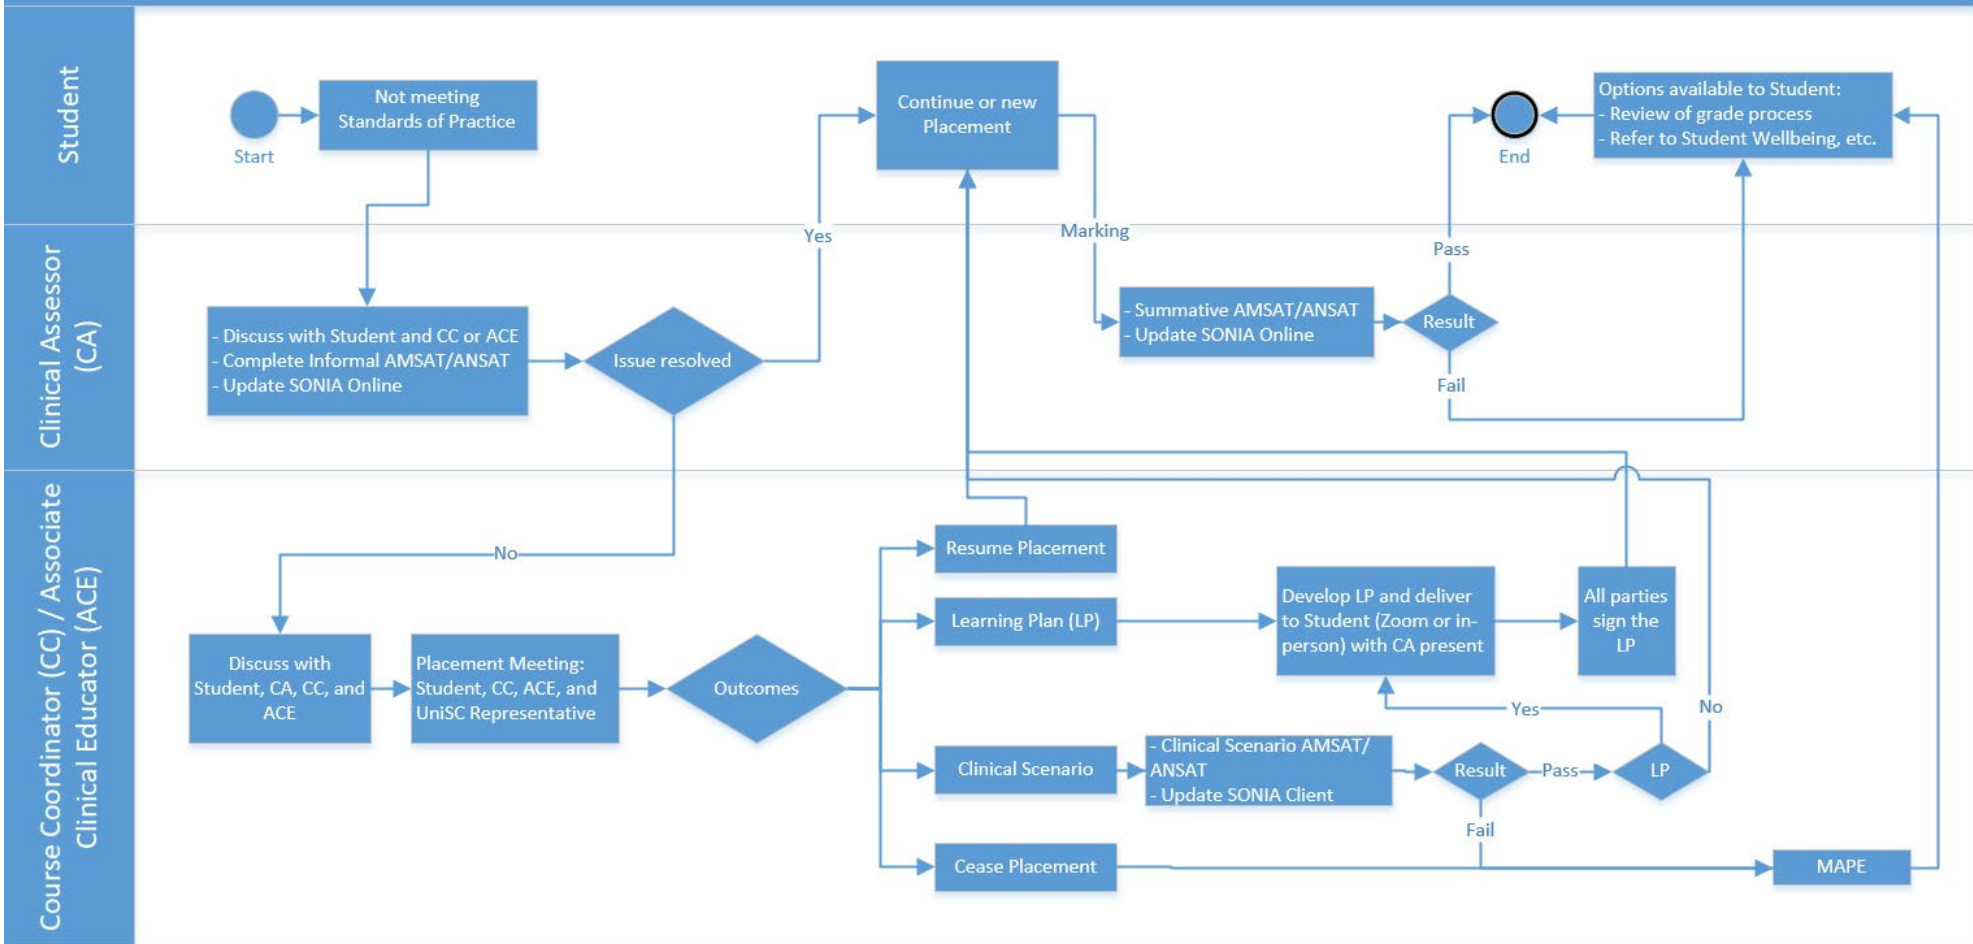 Student
Start
Not meeting
Standards of Practice
Continue or new
Placement
End
Options available to Student:
- Review of grade process
- Refer to Student Wellbeing, etc.
Clinical Assessor
(CA)
- Discuss with Student and CC or ACE
- Complete Informal AMSAT/ANSAT
- Update SONIA Online
Issue resolved
Yes
Marking
- Summative AMSAT/ANSAT
- Update SONIA Online
Result
Pass
Fail
Course Coordinator (CC) / Associate
Clinical Educator (ACE)
No
Discuss with
Student, CA, CC, and
ACE
Placement Meeting:
Student, CC, ACE, and
UniSC Representative
Outcomes
Resume Placement
Learning Plan (LP)
Develop LP and deliver
to Student (Zoom or in-
person) with CA present
All parties
sign the
LP
Clinical Scenario
- Clinical Scenario AMSAT/
ANSAT
- Update SONIA Client
Result
Pass
LP
Yes
No
Fail
Cease Placement
MAPE